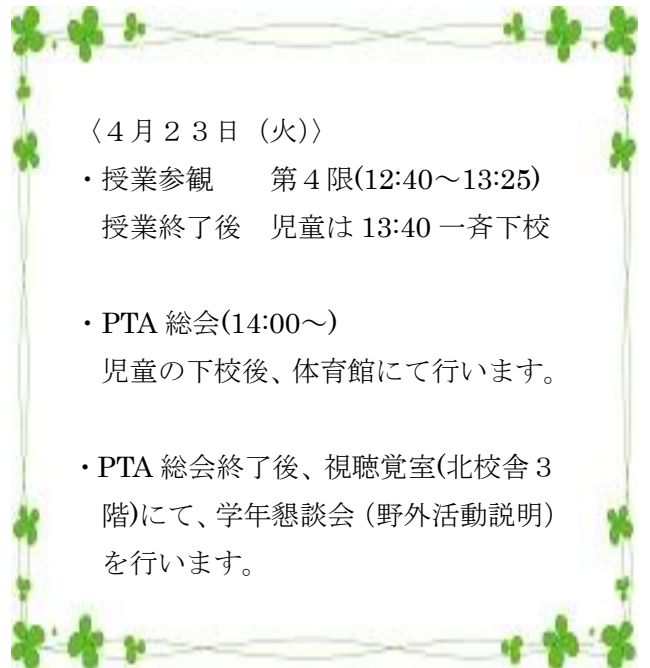 〈４月２３日（火）〉
・授業参観　　第４限(12:40～13:25)
授業終了後　児童は 13:40 一斉下校
・PTA 総会(14:00～)
児童の下校後、体育館にて行います。
・PTA 総会終了後、視聴覚室(北校舎３
階)にて、学年懇談会（野外活動説明）
を行います。